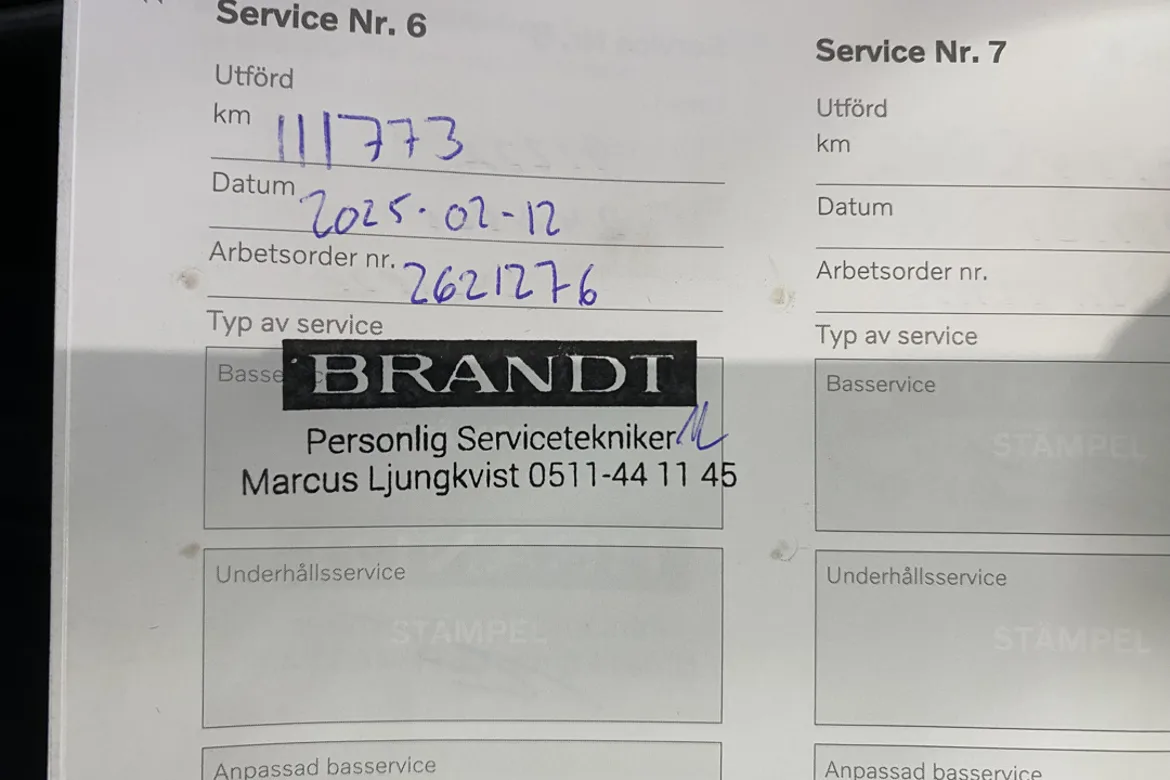 Service Nr. 6
Utförd
km 111773
Datum 2025-02-12
Arbetsorder nr. 2621276
Typ av service
BRANDT
Personlig Servicetekniker
Marcus Ljungkvist 0511-44 11 45
Underhållsservice
STÄMPEL
Anpassad basservice
Service Nr. 7
Utförd
km
Datum
Arbetsorder nr.
Typ av service
Basservice
STÄMPEL
Underhållsservice
STÄMPEL
Anpassad basservice